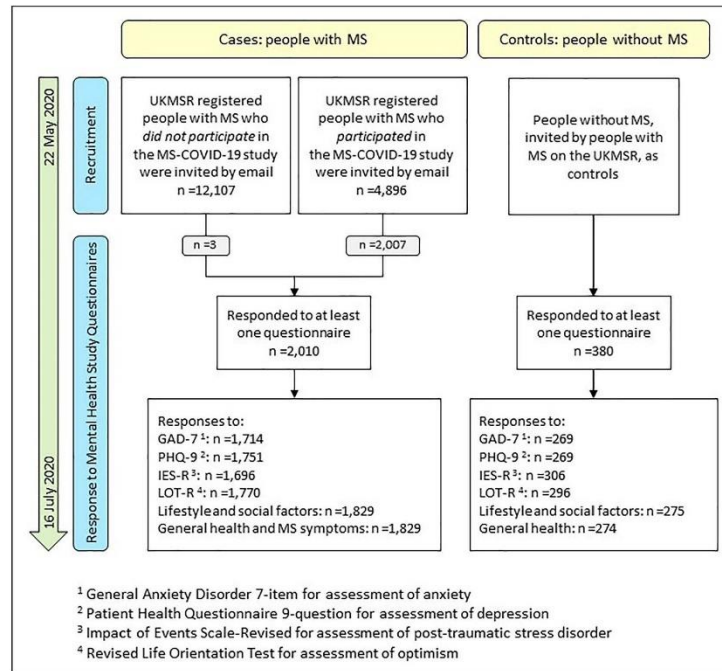 Cases: people with MS
Controls: people without MS
22 May 2020
Recruitment
UKMSR registered
people with MS who
did not participate in
the MS-COVID-19 study
were invited by email
n =12,107
UKMSR registered
people with MS who
participated in
the MS-COVID-19 study
were invited by email
n =4,896
People without MS,
invited by people with
MS on the UKMSR, as
controls
n =3
n =2,007
Response to Mental Health Study Questionnaires
16 July 2020
Responded to at least
one questionnaire
n =2,010
Responded to at least
one questionnaire
n =380
Responses to:
GAD-7 ¹: n =1,714
PHQ-9 ²: n =1,751
IES-R ³: n =1,696
LOT-R ⁴: n =1,770
Lifestyle and social factors: n =1,829
General health and MS symptoms: n =1,829
Responses to:
GAD-7 ¹: n =269
PHQ-9 ²: n =269
IES-R ³: n =306
LOT-R ⁴: n =296
Lifestyle and social factors: n =275
General health: n =274
¹ General Anxiety Disorder 7-item for assessment of anxiety
² Patient Health Questionnaire 9-question for assessment of depression
³ Impact of Events Scale-Revised for assessment of post-traumatic stress disorder
⁴ Revised Life Orientation Test for assessment of optimism